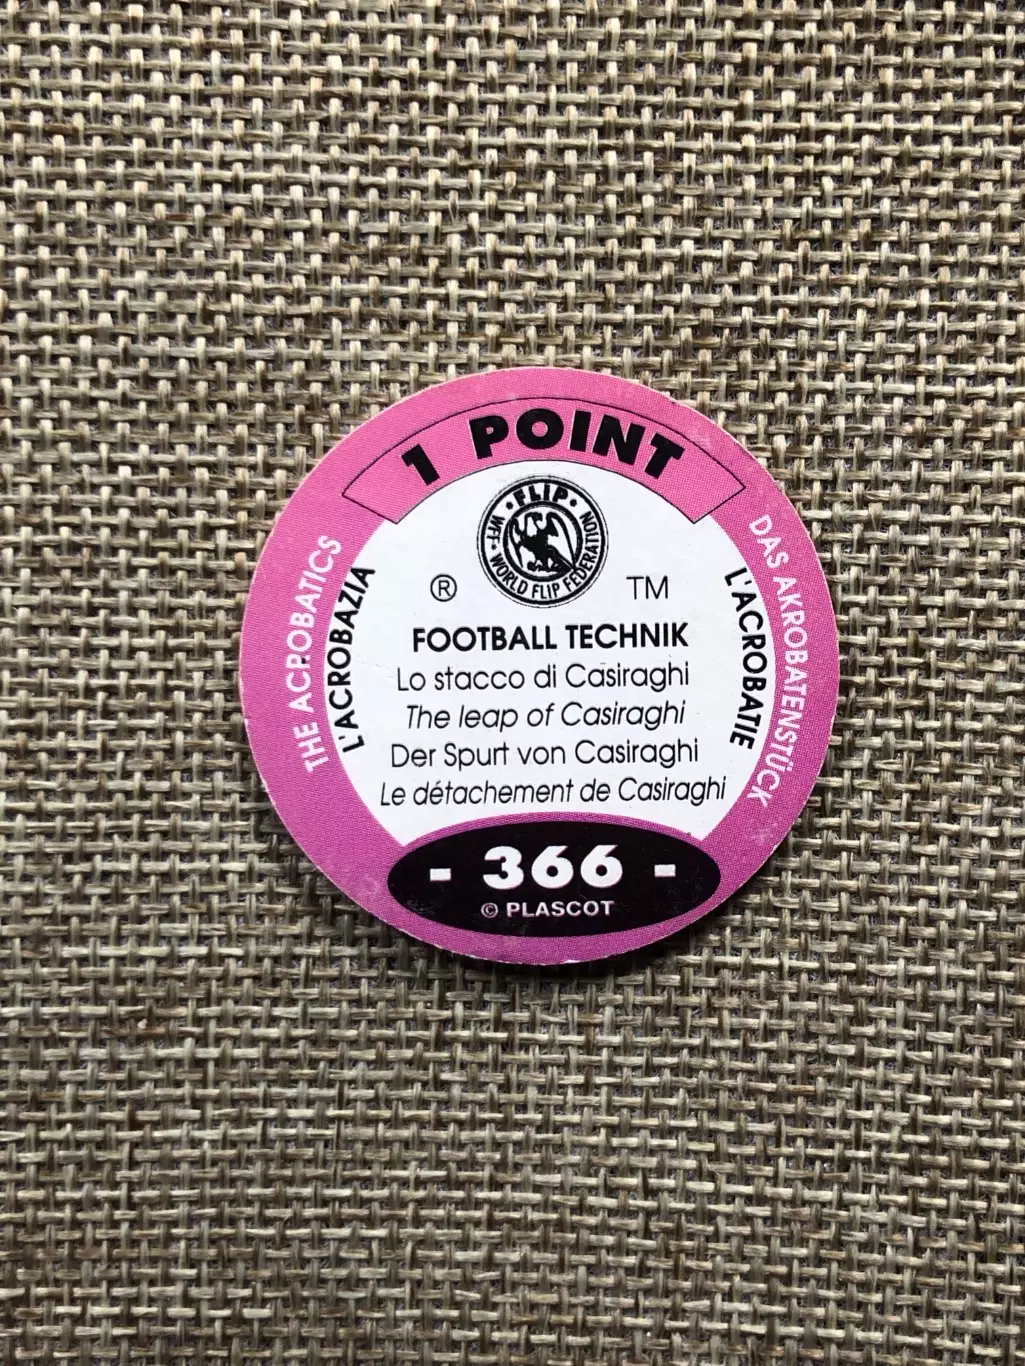 1 POINT
• FLIP •
WFF • WORLD FLIP FEDERATION
® TM
THE ACROBATICS
L'ACROBAZIA
L'ACROBATIE
DAS AKROBATENSTÜCK
FOOTBALL TECHNIK
Lo stacco di Casiraghi
The leap of Casiraghi
Der Spurt von Casiraghi
Le détachement de Casiraghi
- 366 -
© PLASCOT